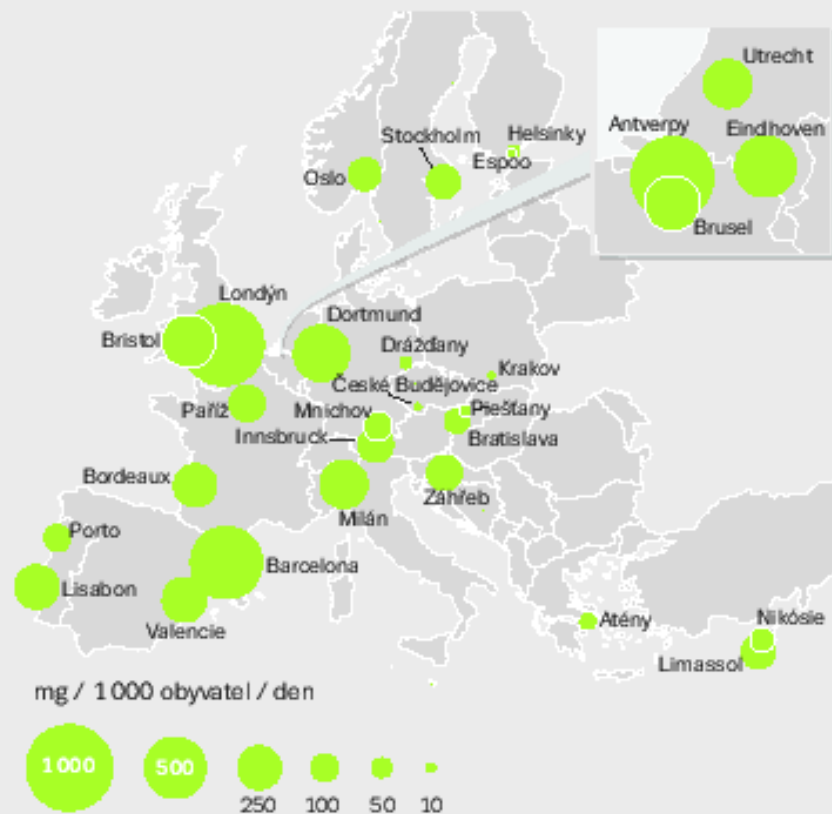 Utrecht
Antverpy
Eindhoven
Brusel
Stockholm
Helsinky
Espoo
Oslo
Londýn
Bristol
Dortmund
Drážďany
Krakov
České Budějovice
Paříž
Mnichov
Piešťany
Innsbruck
Bratislava
Bordeaux
Záhřeb
Milán
Porto
Barcelona
Lisabon
Valencie
Atény
Nikósie
Limassol
mg / 1 000 obyvatel / den
1 000
500
250
100
50
10